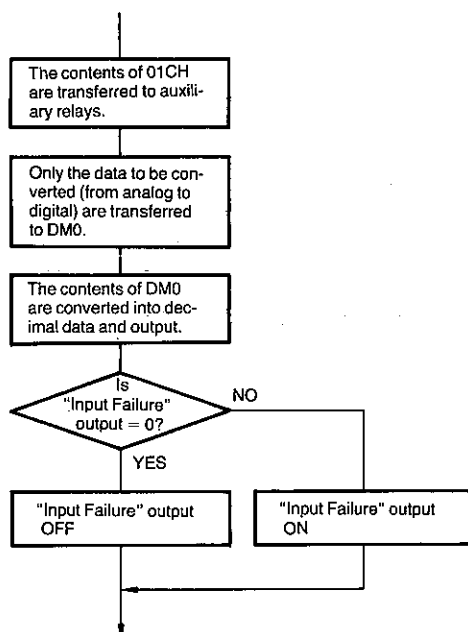 The contents of 01CH
are transferred to auxil-
iary relays.
Only the data to be con-
verted (from analog to
digital) are transferred
to DM0.
The contents of DM0
are converted into dec-
imal data and output.
Is
"Input Failure"
output = 0?
NO
YES
"Input Failure" output
OFF
"Input Failure" output
ON